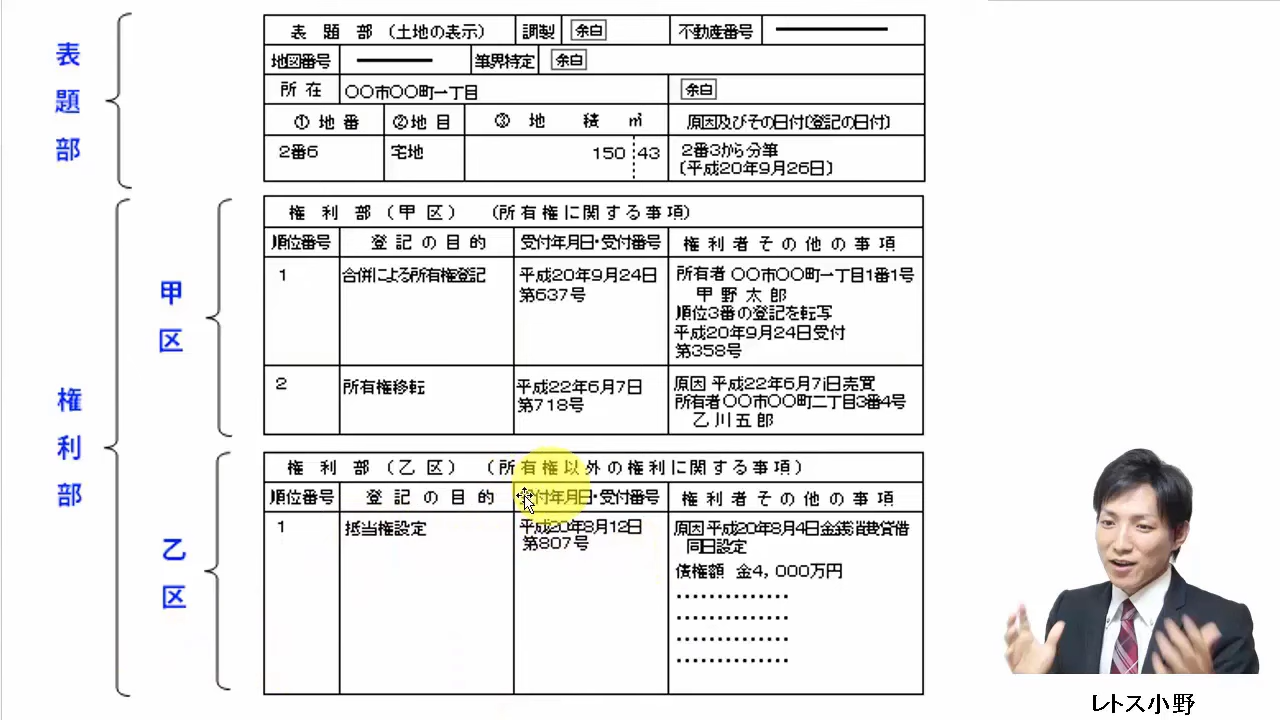 表題部
表 題 部 (土地の表示) 調製 余白 不動産番号
地図番号 筆界特定 余白
所 在 〇〇市〇〇町一丁目 余白
① 地 番 ②地 目 ③ 地 積 ㎡ 原因及びその日付〔登記の日付〕
2番6 宅地 150 43 2番3から分筆
〔平成20年9月26日〕
権利部
甲区
権 利 部 (甲 区) (所有権に関する事項)
順位番号 登 記 の 目 的 受付年月日・受付番号 権 利 者 そ の 他 の 事 項
1 合併による所有権登記 平成20年9月24日
第637号
所有者 〇〇市〇〇町一丁目1番1号
甲 野 太 郎
順位3番の登記を転写
平成20年9月24日受付
第358号
2 所有権移転 平成22年6月7日
第718号
原因 平成22年6月7日売買
所有者〇〇市〇〇町二丁目3番4号
乙 川 五 郎
乙区
権 利 部 (乙 区) (所有権以外の権利に関する事項)
順位番号 登 記 の 目 的 受付年月日・受付番号 権 利 者 そ の 他 の 事 項
1 抵当権設定 平成20年8月12日
第807号
原因 平成20年8月4日金銭消費貸借
同日設定
債権額 金4,000万円
レトス小野